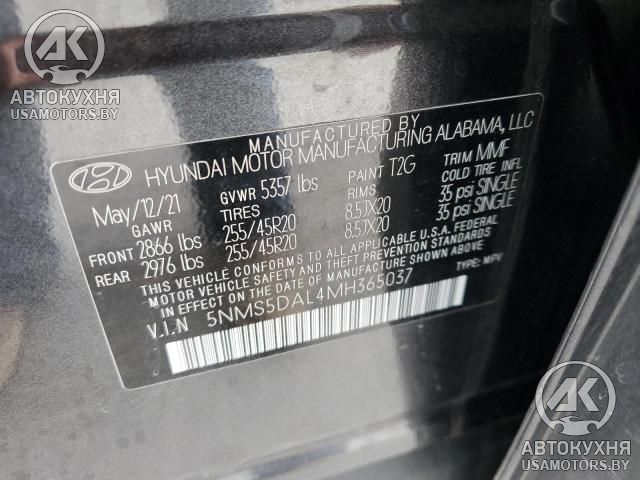 АК
АВТОКУХНЯ
USAMOTORS.BY
MANUFACTURED BY
HYUNDAI MOTOR MANUFACTURING ALABAMA, LLC
May/12/21 GVWR 5357 lbs PAINT T2G TRIM MMF
GAWR TIRES RIMS COLD TIRE INFL
FRONT 2866 lbs 255/45R20 8.5JX20 35 psi SINGLE
REAR 2976 lbs 255/45R20 8.5JX20 35 psi SINGLE
THIS VEHICLE CONFORMS TO ALL APPLICABLE U.S.A. FEDERAL
MOTOR VEHICLE SAFETY AND THEFT PREVENTION STANDARDS
IN EFFECT ON THE DATE OF MANUFACTURE SHOWN ABOVE.
V.I.N 5NMS5DAL4MH365037 TYPE: MPV
АК
АВТОКУХНЯ
USAMOTORS.BY